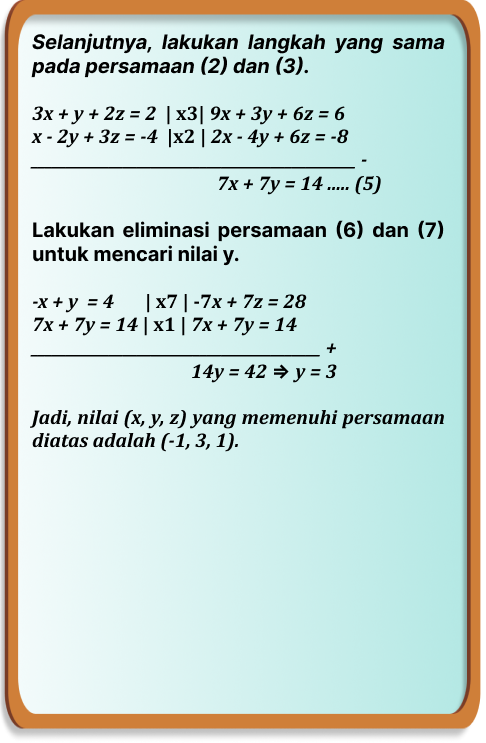 Selanjutnya, lakukan langkah yang sama
pada persamaan (2) dan (3).
3x + y + 2z = 2 | x3| 9x + 3y + 6z = 6
x - 2y + 3z = -4 |x2 | 2x - 4y + 6z = -8
-
7x + 7y = 14 ..... (5)
Lakukan eliminasi persamaan (6) dan (7)
untuk mencari nilai y.
-x + y = 4 | x7 | -7x + 7z = 28
7x + 7y = 14 | x1 | 7x + 7y = 14
+
14y = 42 ⇒ y = 3
Jadi, nilai (x, y, z) yang memenuhi persamaan
diatas adalah (-1, 3, 1).